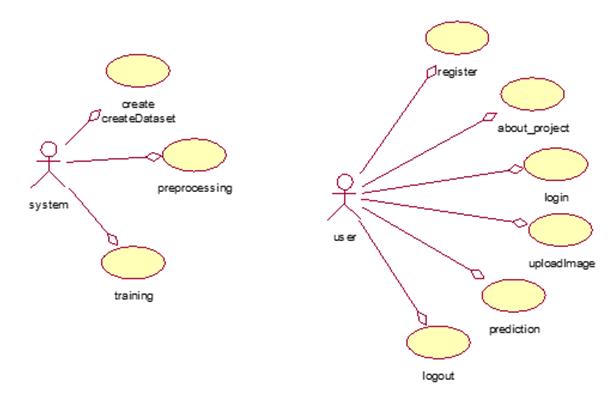 create
createDataset
preprocessing
system
training
register
about_project
login
user
uploadImage
prediction
logout